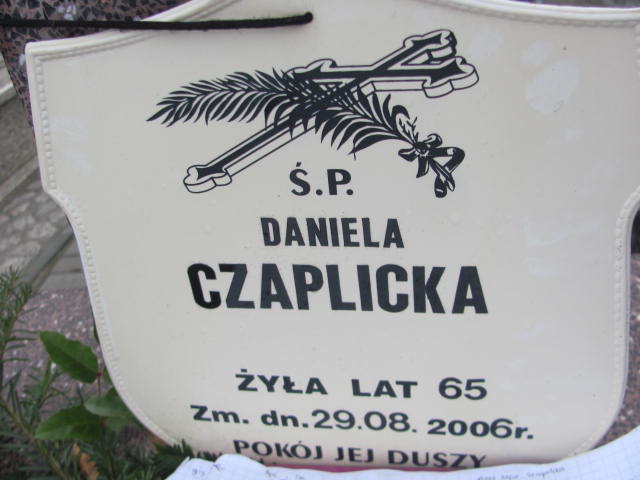 Ś.P.
DANIELA
CZAPLICKA
ŻYŁA LAT 65
Zm. dn. 29.08. 2006r.
POKÓJ JEJ DUSZY